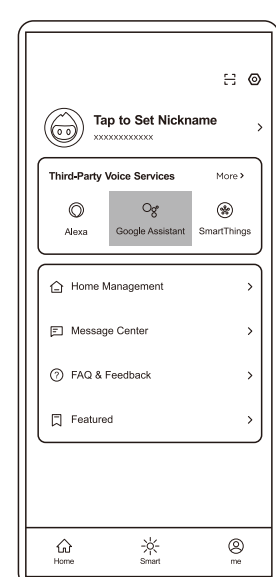 Tap to Set Nickname
xxxxxxxxxxxx
Third-Party Voice Services More
Alexa Google Assistant SmartThings
Home Management
Message Center
FAQ & Feedback
Featured
Home Smart me